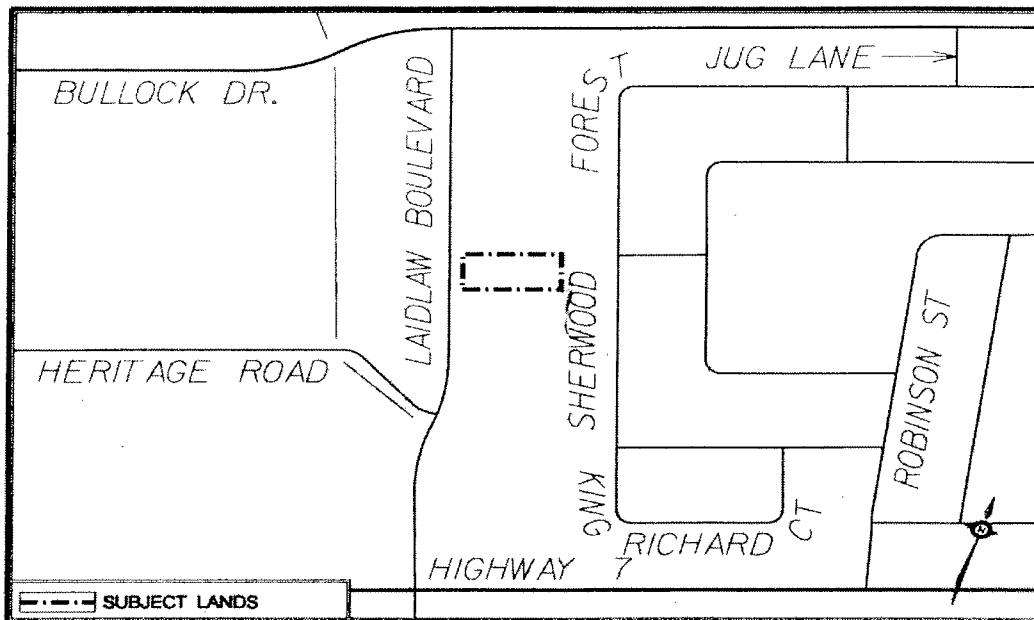 JUG LANE
BULLOCK DR.
LAIDLAW BOULEVARD
SHERWOOD FOREST
HERITAGE ROAD
ROBINSON ST
KING RICHARD CT
HIGHWAY 7
SUBJECT LANDS